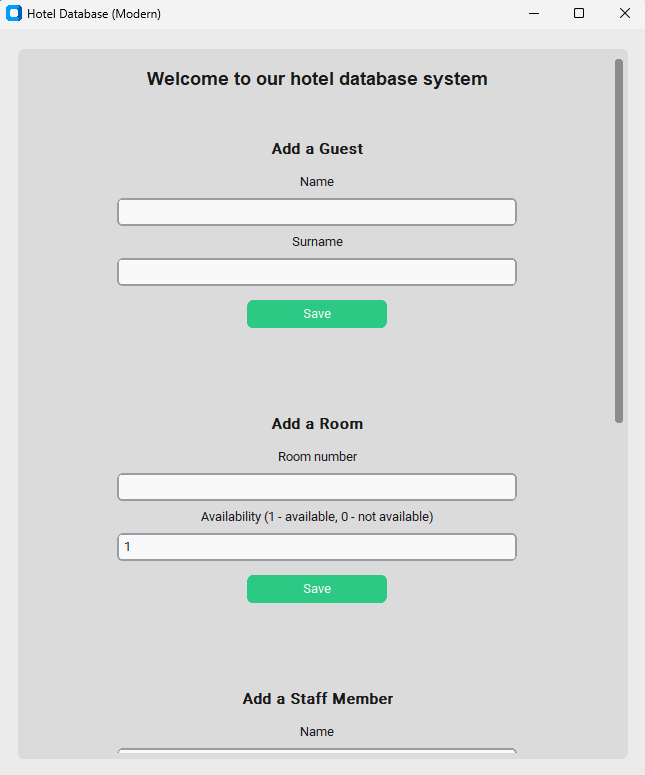 Hotel Database (Modern)
Welcome to our hotel database system
Add a Guest
Name
Surname
Save
Add a Room
Room number
Availability (1 - available, 0 - not available)
1
Save
Add a Staff Member
Name